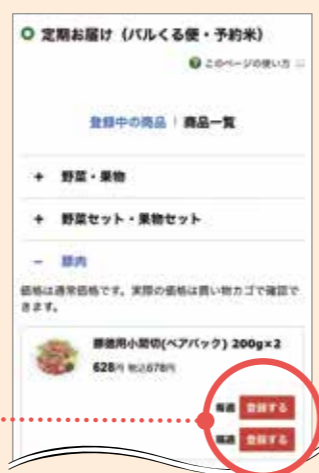 定期お届け（パルくる便・予約米）
? このページの使い方
登録中の商品 | 商品一覧
+ 野菜・果物
+ 野菜セット・果物セット
− 豚肉
価格は通常価格です。実際の価格は買い物カゴで確認で
きます。
豚徳用小間切(ペアパック) 200g×2
628円 税込678円
毎週 登録する
隔週 登録する